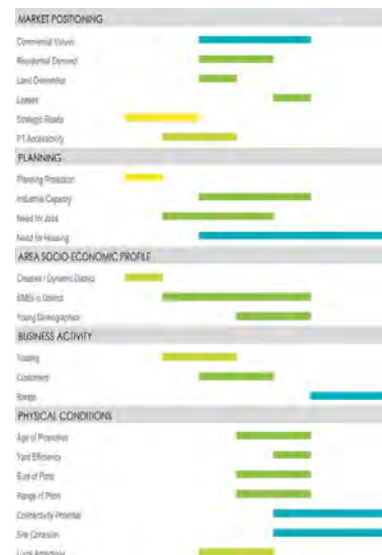 MARKET POSITIONING
Commercial Values
Residential Demand
Land Ownership
Leases
Strategic Roads
PT Accessibility
PLANNING
Planning Protection
Industrial Capacity
Need for Jobs
Need for Housing
AREA SOCIO-ECONOMIC PROFILE
Creative / Dynamic District
SMEs in District
Young Demographics
BUSINESS ACTIVITY
Trading
Customers
Range
PHYSICAL CONDITIONS
Age of Properties
Yard Efficiency
Size of Plots
Range of Plots
Connectivity Potential
Site Cohesion
Local Attractions